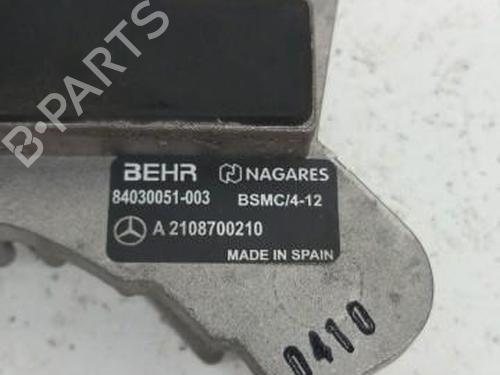 B-PARTS
BEHR NAGARES
84030051-003 BSMC/4-12
A 2108700210
MADE IN SPAIN
0410